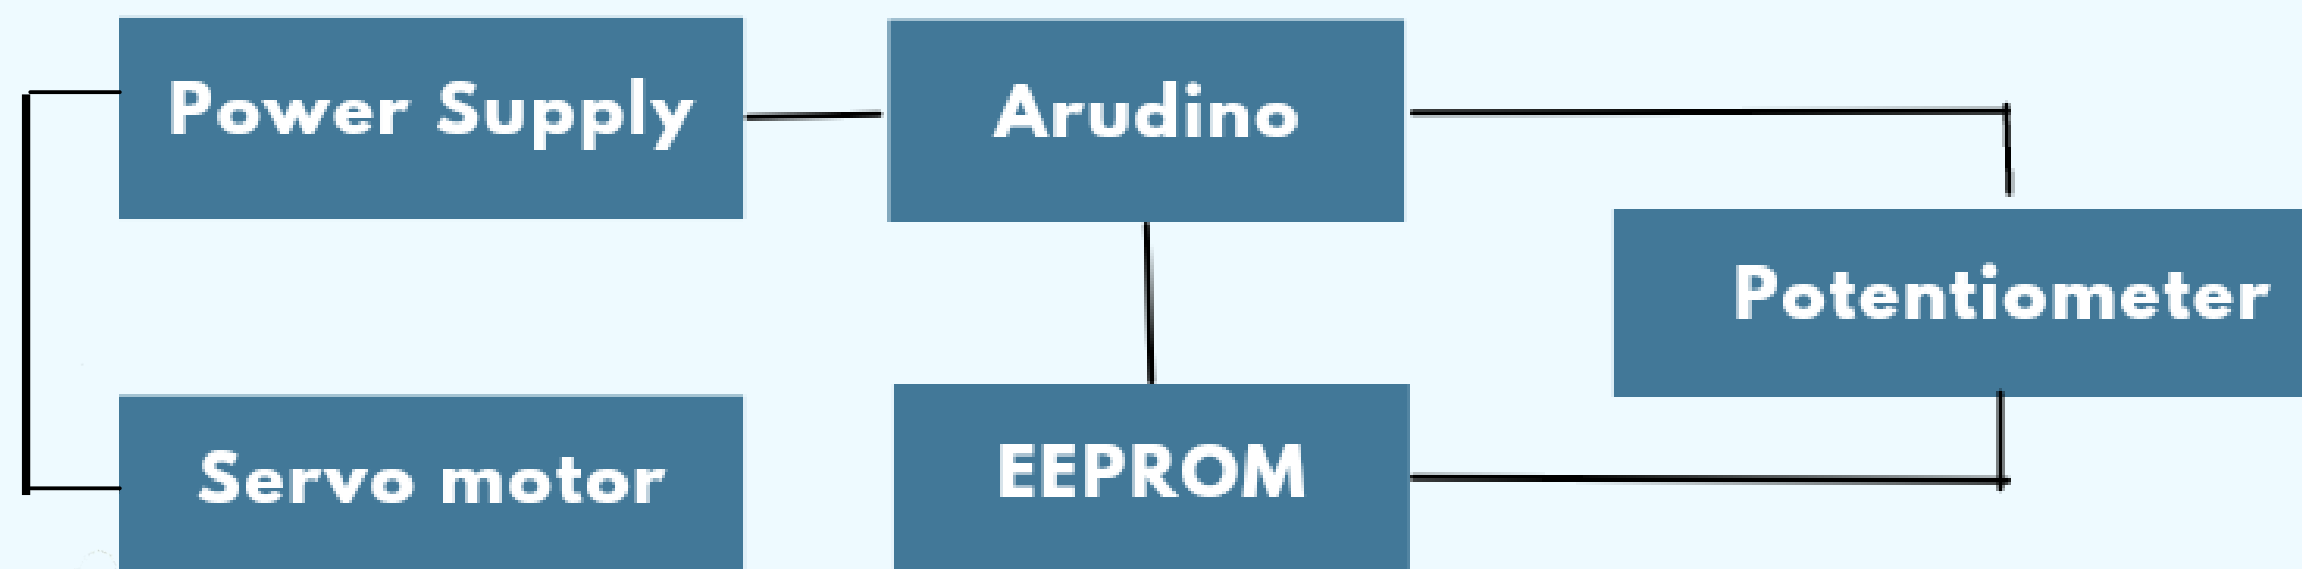 Power Supply
Arudino
Potentiometer
Servo motor
EEPROM